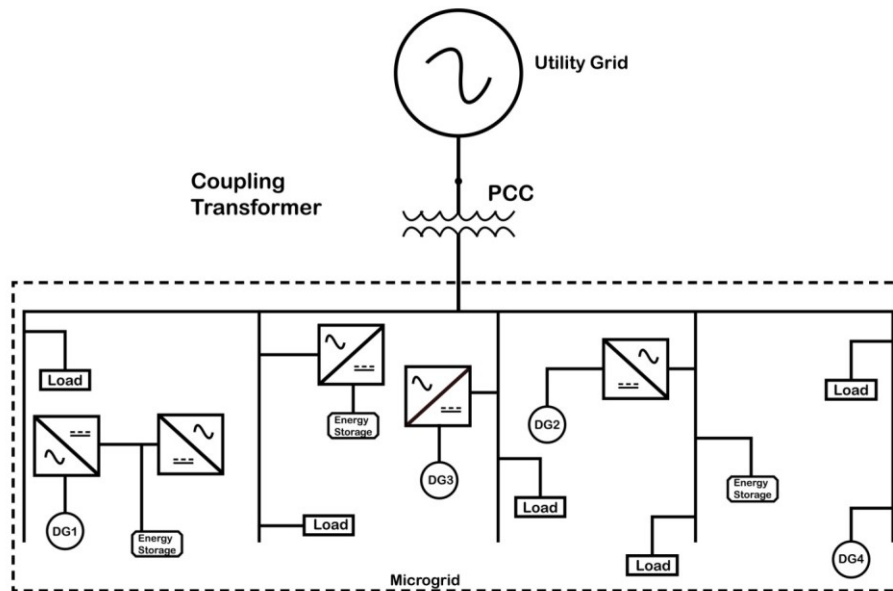 Utility Grid
Coupling
Transformer
PCC
Load
Energy
Storage
Load
DG2
DG3
Energy
Storage
Load
DG1
Energy
Storage
Load
Load
DG4
Microgrid